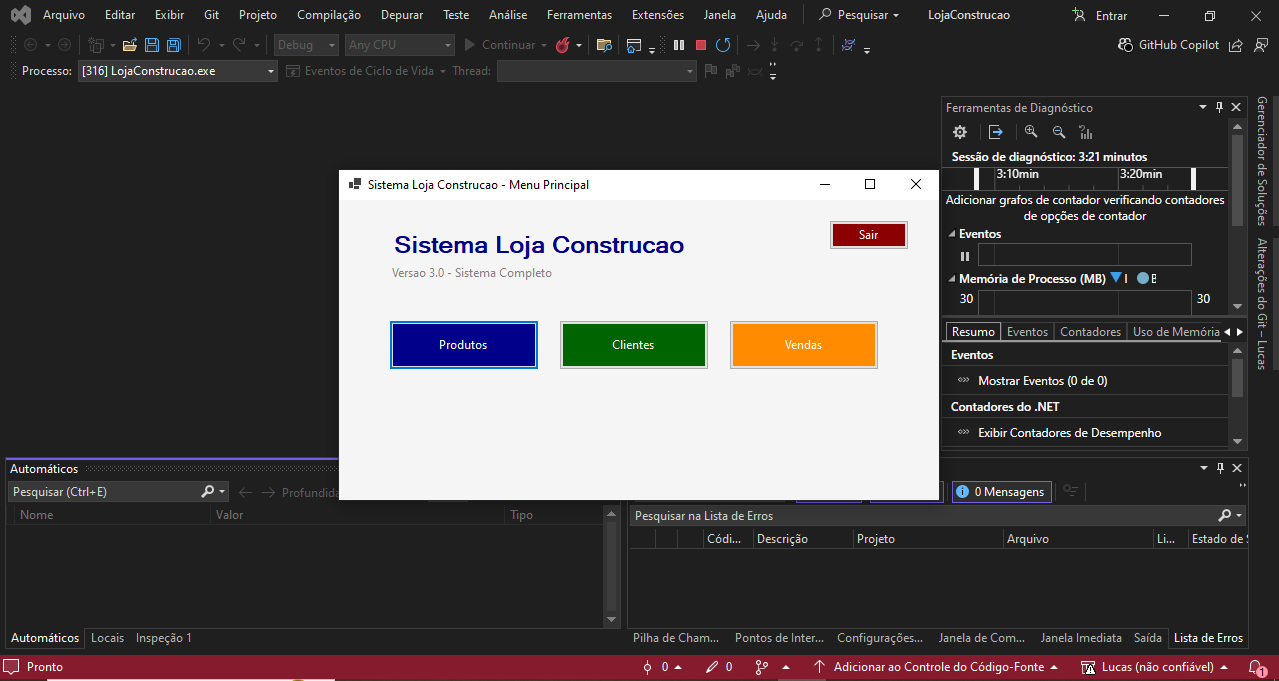 Arquivo Editar Exibir Git Projeto Compilação Depurar Teste Análise Ferramentas Extensões Janela Ajuda Pesquisar LojaConstrucao Entrar
Debug Any CPU Continuar GitHub Copilot
Processo: [316] LojaConstrucao.exe Eventos de Ciclo de Vida Thread:
Ferramentas de Diagnóstico
Sessão de diagnóstico: 3:21 minutos
3:10min 3:20min
Adicionar grafos de contador verificando contadores
de opções de contador
Eventos
Memória de Processo (MB)
30 30
Resumo Eventos Contadores Uso de Memória
Eventos
Mostrar Eventos (0 de 0)
Contadores do .NET
Exibir Contadores de Desempenho
Gerenciador de Soluções
Alterações do Git – Lucas
Sistema Loja Construcao - Menu Principal
Sair
Sistema Loja Construcao
Versao 3.0 - Sistema Completo
Produtos Clientes Vendas
Automáticos
Pesquisar (Ctrl+E) Profundida
Nome Valor Tipo
Automáticos Locais Inspeção 1
0 Mensagens
Pesquisar na Lista de Erros
Códi... Descrição Projeto Arquivo Li... Estado de S
Pilha de Cham... Pontos de Inter... Configurações... Janela de Com... Janela Imediata Saída Lista de Erros
Pronto 0 0 Adicionar ao Controle do Código-Fonte Lucas (não confiável) 1